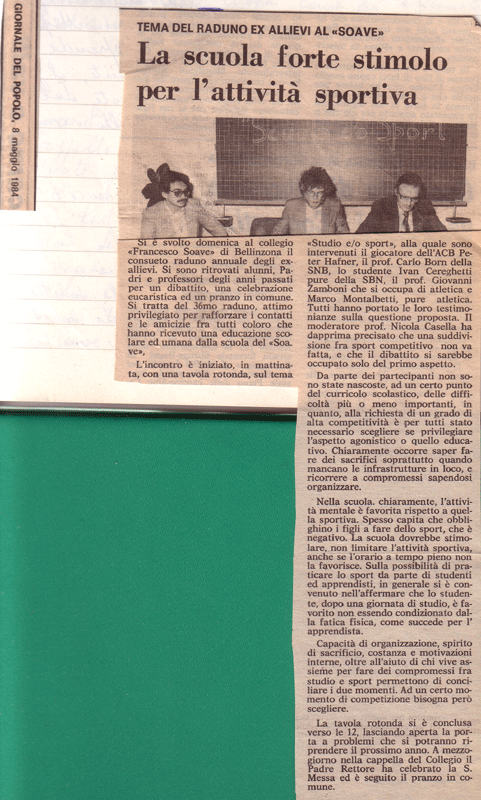 GIORNALE DEL POPOLO, 8 maggio 1984
TEMA DEL RADUNO EX ALLIEVI AL «SOAVE»
La scuola forte stimolo
per l'attività sportiva
Studio e/o Sport
Si è svolto domenica al collegio
«Francesco Soave» di Bellinzona il
consueto raduno annuale degli ex-
allievi. Si sono ritrovati alunni, Pa-
dri e professori degli anni passati
per un dibattito, una celebrazione
eucaristica ed un pranzo in comune.
Si tratta del 36mo raduno, attimo
privilegiato per rafforzare i contatti
e le amicizie fra tutti coloro che
hanno ricevuto una educazione sco-
lare ed umana dalla scuola del «Soa-
ve»,
L'incontro è iniziato, in mattina-
ta, con una tavola rotonda, sul tema
«Studio e/o sport», alla quale sono
intervenuti il giocatore dell'ACB Pe
ter Hafner, il prof. Carlo Born della
SNB, lo studente Ivan Cereghetti
pure della SBN, il prof. Giovanni
Zamboni che si occupa di atletica e
Marco Montalbetti, pure atletica.
Tutti hanno portato le loro testimo-
nianze sulla questione proposta. Il
moderatore prof. Nicola Casella ha
dapprima precisato che una suddivi-
sione fra sport competitivo non va
fatta, e che il dibattito si sarebbe
occupato solo del primo aspetto.
Da parte dei partecipanti non so-
no state nascoste, ad un certo punto
del curricolo scolastico, delle diffi-
coltà più o meno importanti, in
quanto, alla richiesta di un grado di
alta competitività è per tutti stato
necessario scegliere se privilegiare
l'aspetto agonistico o quello educa-
tivo. Chiaramente occorre saper fa-
re dei sacrifici soprattutto quando
mancano le infrastrutture in loco, e
ricorrere a compromessi sapendosi
organizzare.
Nella scuola. chiaramente, l'attivi-
tà mentale è favorita rispetto a quel-
la sportiva. Spesso capita che obbli-
ghino i figli a fare dello sport, che è
negativo. La scuola dovrebbe stimo-
lare, non limitare l'attività sportiva,
anche se l'orario a tempo pieno non
la favorisce. Sulla possibilità di pra-
ticare lo sport da parte di studenti
ed apprendisti, in generale si è con-
venuto nell'affermare che lo studen-
te, dopo una giornata di studio, è fa-
vorito non essendo condizionato dal-
la fatica fisica, come succede per l'
apprendista.
Capacità di organizzazione, spirito
di sacrificio, costanza e motivazioni
interne, oltre all'aiuto di chi vive as-
sieme per fare dei compromessi fra
studio e sport permettono di conci-
liare i due momenti. Ad un certo mo-
mento di competizione bisogna però
scegliere.
La tavola rotonda si è conclusa
verso le 12, lasciando aperta la por-
ta a problemi che si potranno ri-
prendere il prossimo anno. A mezzo-
giorno nella cappella del Collegio il
Padre Rettore ha celebrato la S.
Messa ed è seguito il pranzo in co-
mune.